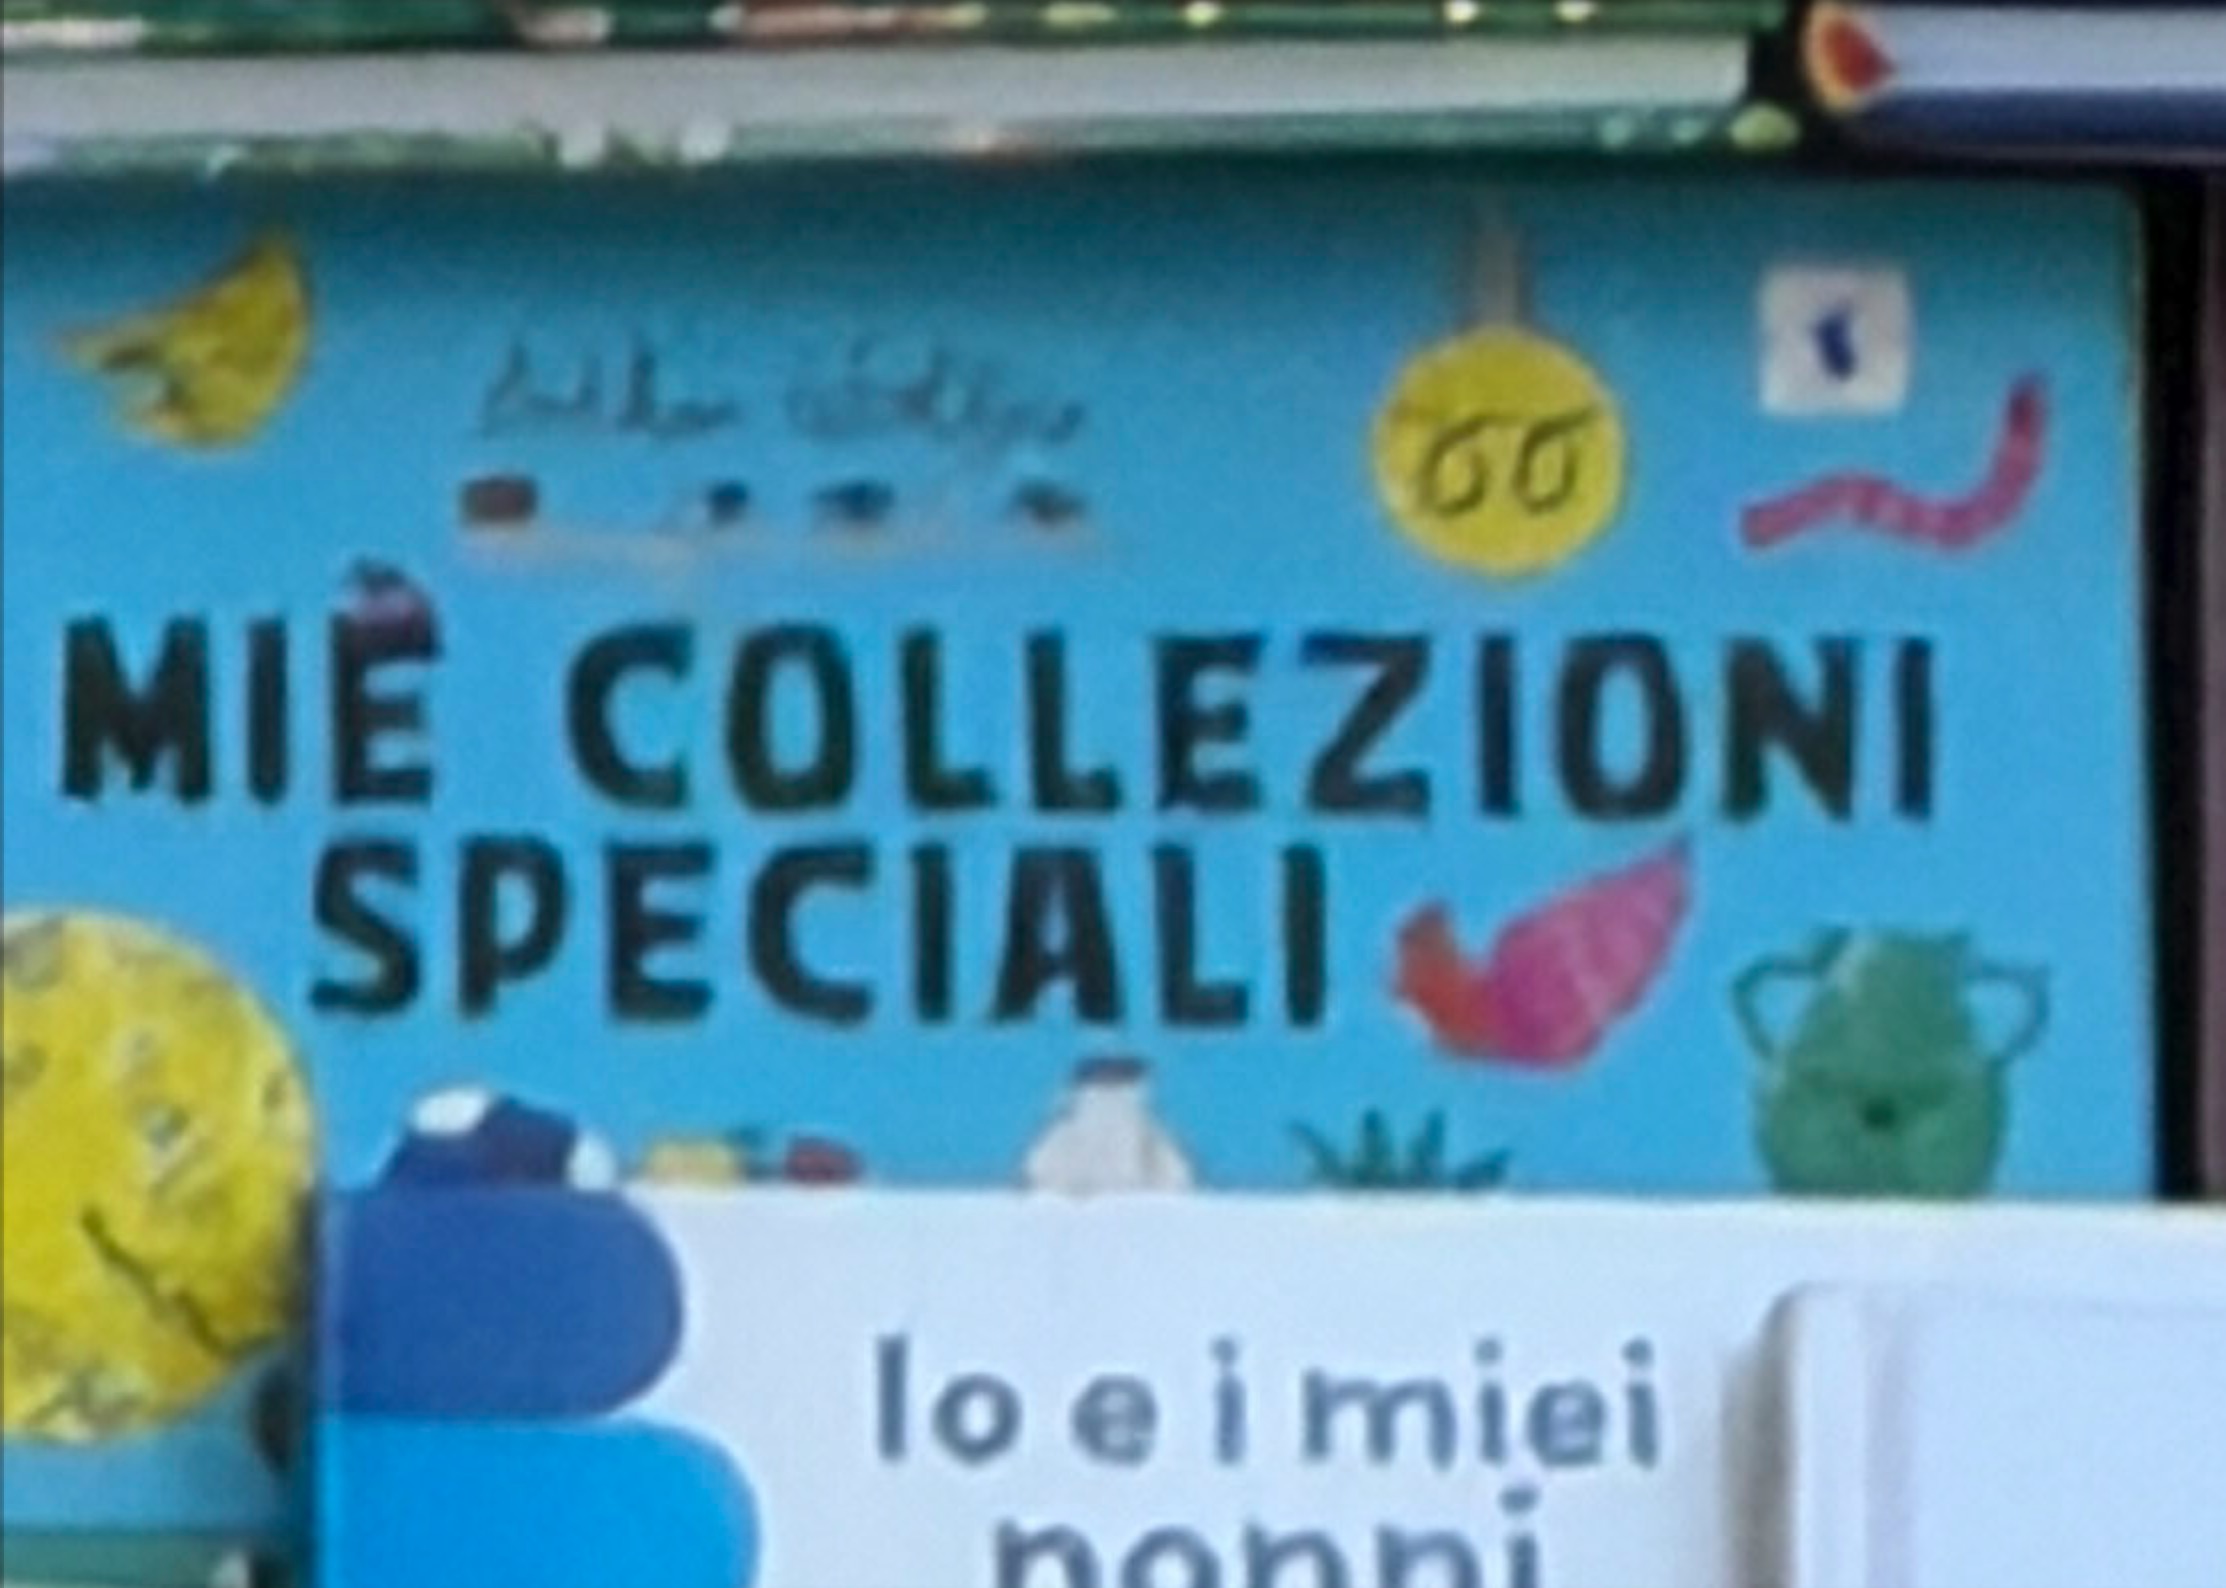 MIE COLLEZIONI
SPECIALI
Io e i miei
nonni